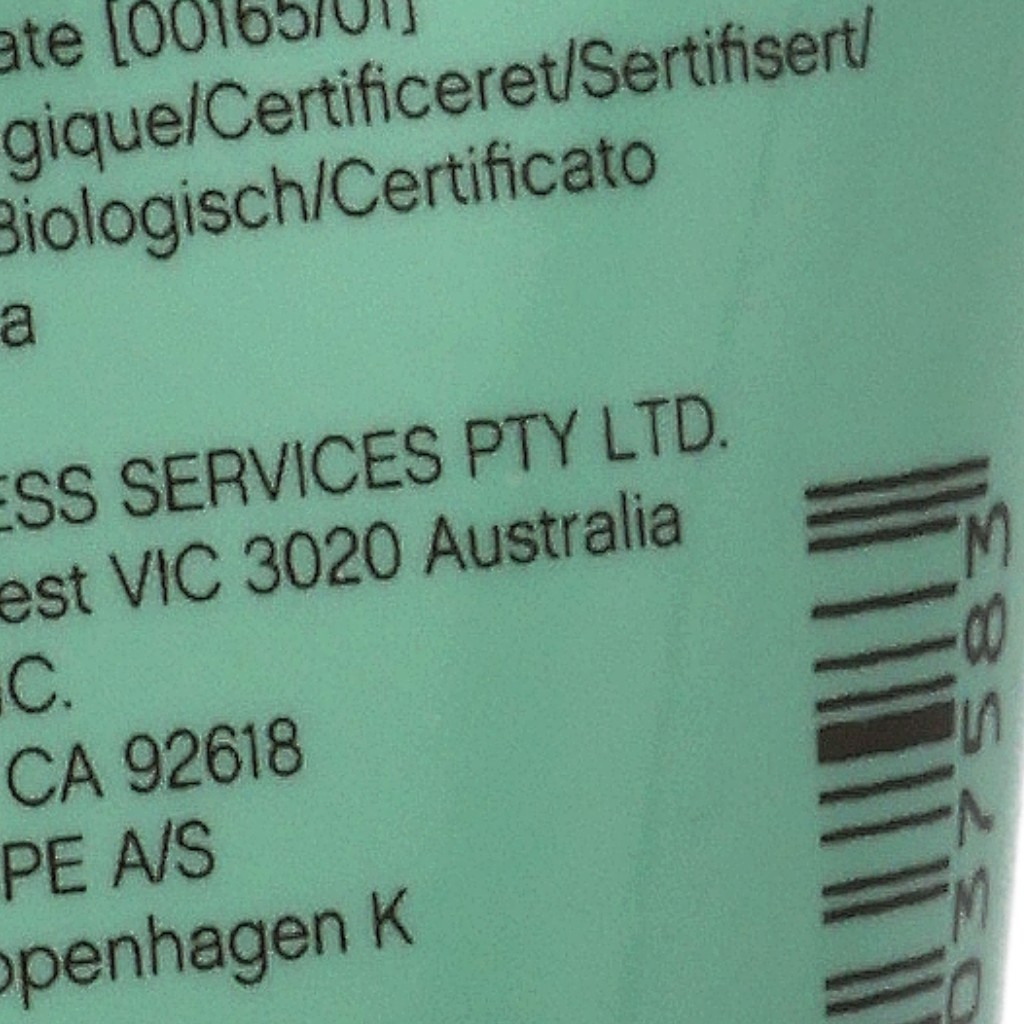 ate [00165/01]
gique/Certificeret/Sertifisert/
Biologisch/Certificato
a
ESS SERVICES PTY LTD.
est VIC 3020 Australia
C.
CA 92618
PE A/S
openhagen K
037583